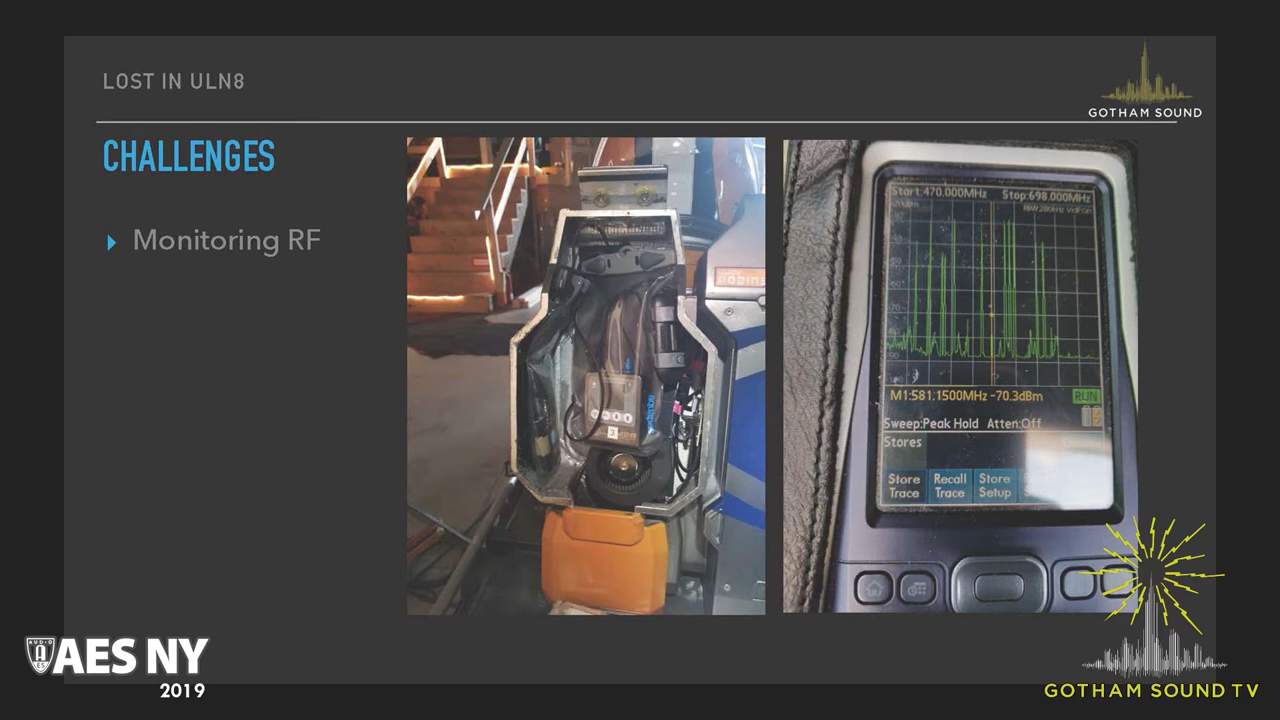 LOST IN ULN8
GOTHAM SOUND
CHALLENGES
Monitoring RF
Start:470.000MHz Stop:698.000MHz
M1:581.1500MHz -70.3dBm
RUN
Sweep:Peak Hold Atten:Off
Stores
Store Trace
Recall Trace
Store Setup
AUDIO
AES
AES NY
2019
GOTHAM SOUND TV